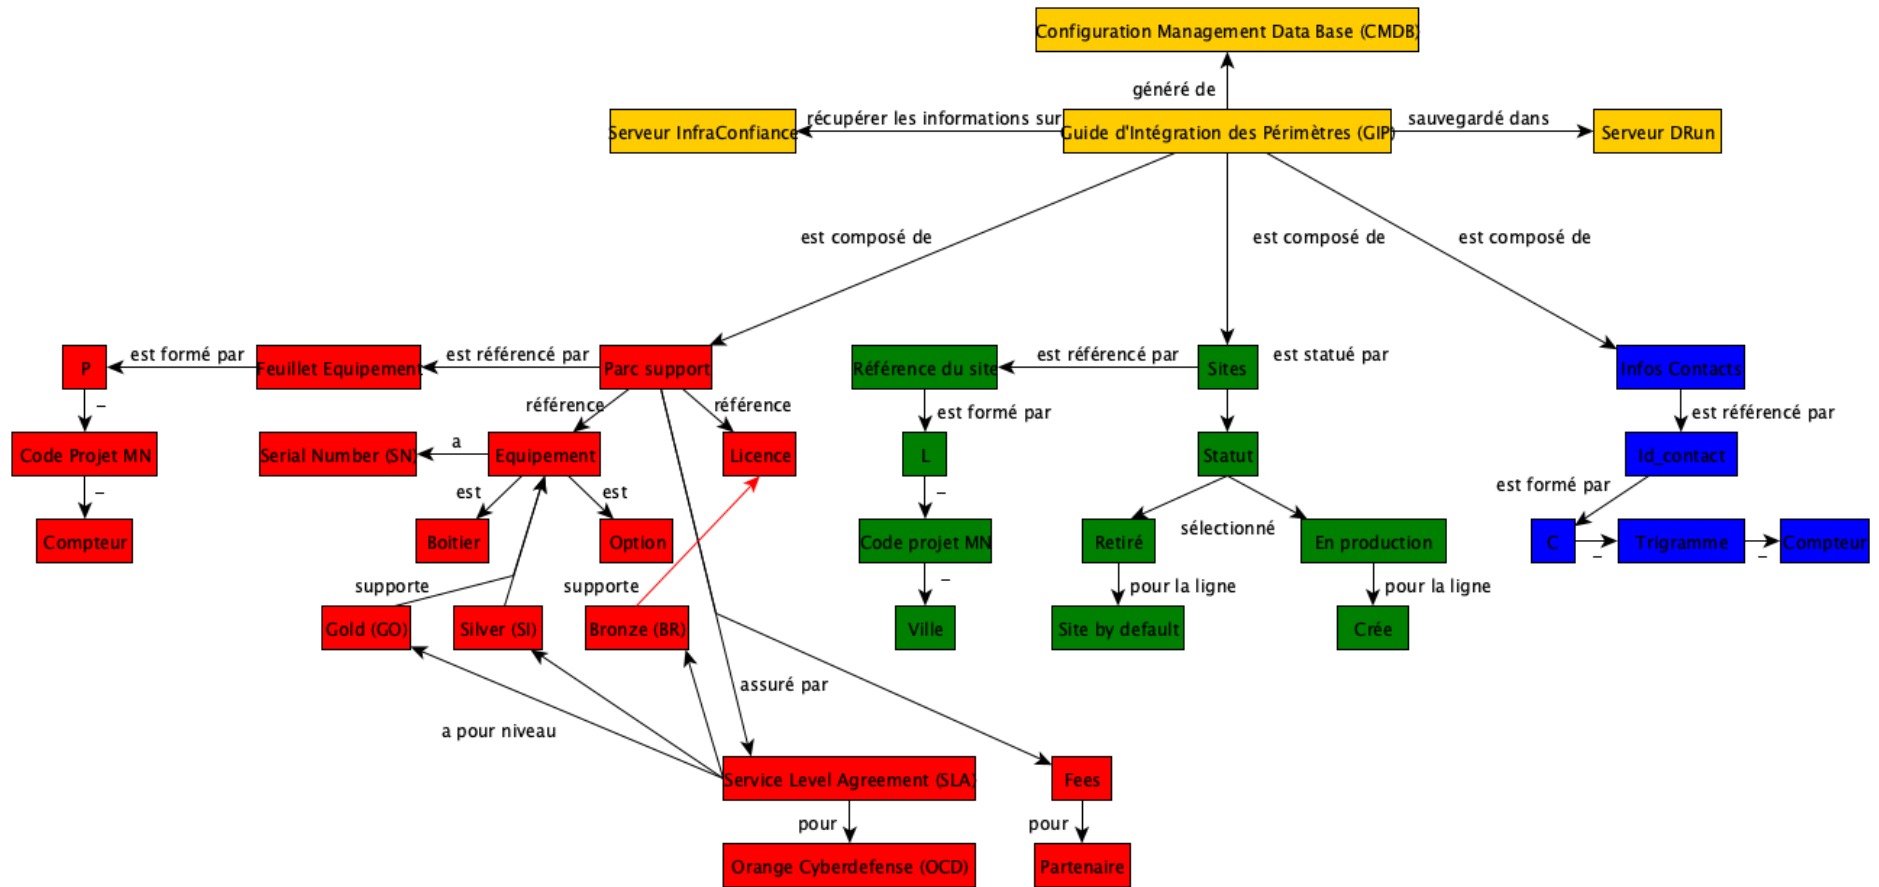 Configuration Management Data Base (CMDB)
généré de
Serveur InfraConfiance
récupérer les informations sur
Guide d'Intégration des Périmètres (GIP)
sauvegardé dans
Serveur DRun
est composé de
est composé de
est composé de
P
est formé par
Feuillet Equipement
est référencé par
Parc support
Référence du site
est référencé par
Sites
est statué par
Infos Contacts
_
référence
référence
est formé par
est référencé par
Code Projet MN
Serial Number (SN)
a
Equipement
Licence
L
Statut
Id_contact
_
est
est
_
est formé par
Compteur
Boitier
Option
Code projet MN
Retiré
sélectionné
En production
C
_
Trigramme
_
Compteur
supporte
supporte
_
pour la ligne
pour la ligne
Gold (GO)
Silver (SI)
Bronze (BR)
Ville
Site by default
Crée
assuré par
a pour niveau
Service Level Agreement (SLA)
Fees
pour
pour
Orange Cyberdefense (OCD)
Partenaire